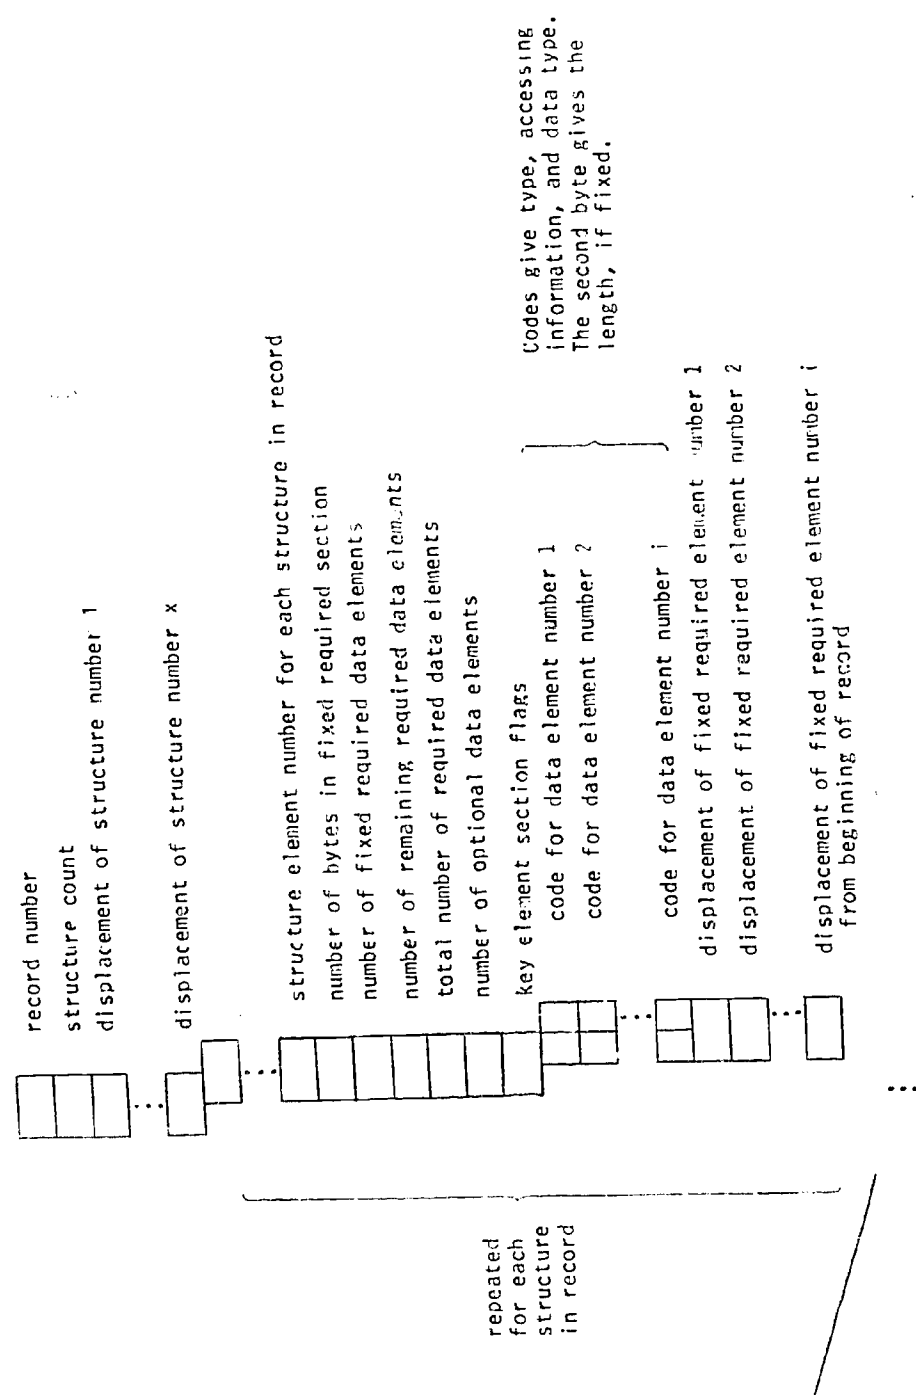 record number
structure count
displacement of structure number 1
displacement of structure number x
structure element number for each structure in record
number of bytes in fixed required section
number of fixed required data elements
number of remaining required data elements
total number of required data elements
number of optional data elements
key element section flags
code for data element number 1
code for data element number 2
code for data element number i
Codes give type, accessing
information, and data type.
The second byte gives the
length, if fixed.
displacement of fixed required element number 1
displacement of fixed required element number 2
displacement of fixed required element number i
from beginning of record
repeated
for each
structure
in record